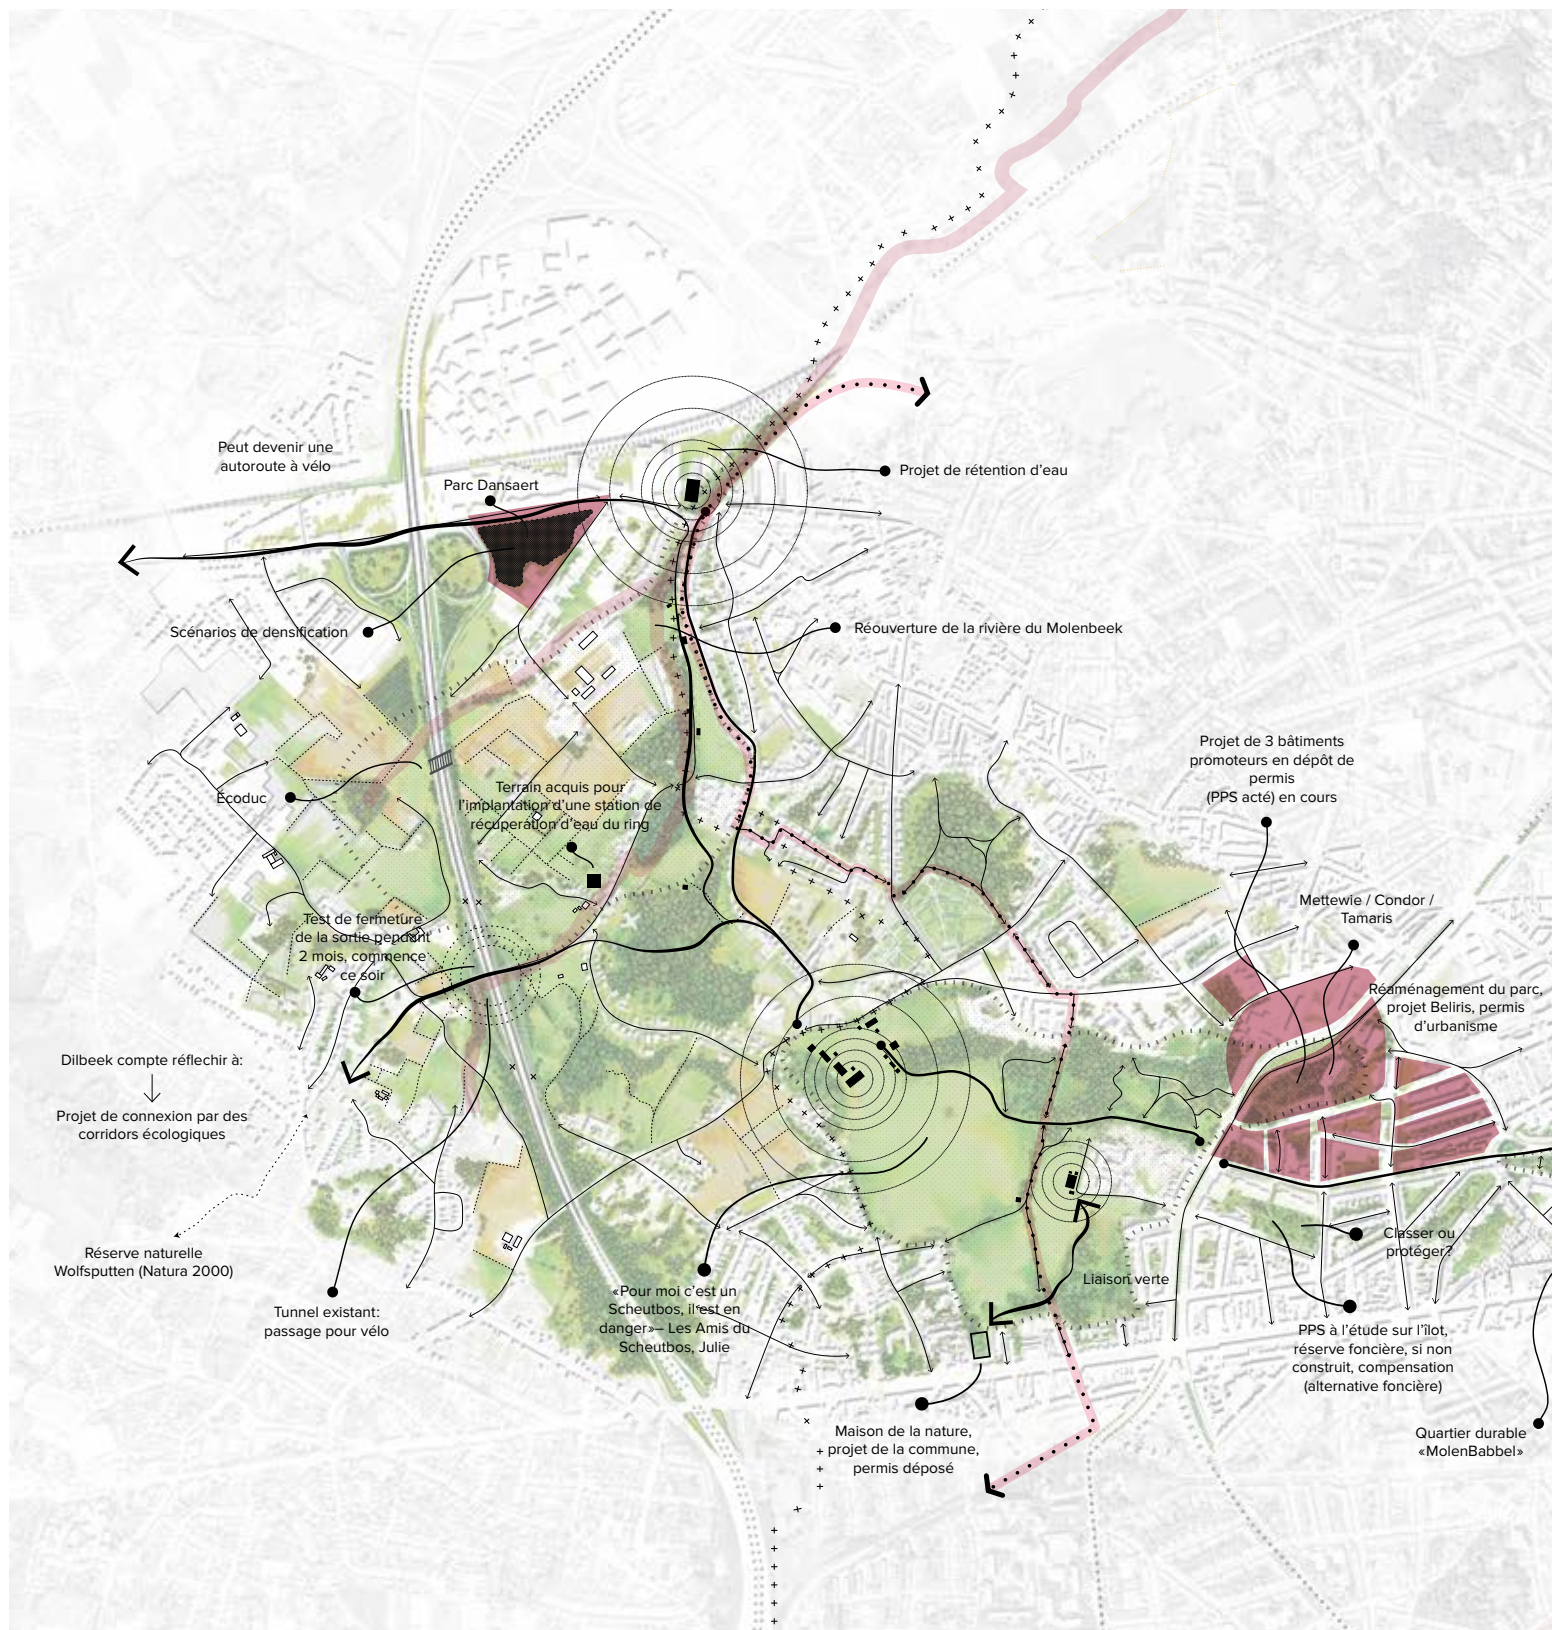 Peut devenir une
autoroute à vélo
Parc Dansaert
Projet de rétention d'eau
Scénarios de densification
Réouverture de la rivière du Molenbeek
Projet de 3 bâtiments
promoteurs en dépôt de
permis
(PPS acté) en cours
Écoduc
Terrain acquis pour
l'implantation d'une station de
récuperation d'eau du ring
Mettewie / Condor /
Tamaris
Test de fermeture
de la sortie pendant
2 mois, commence
ce soir
Réaménagement du parc,
projet Beliris, permis
d'urbanisme
Dilbeek compte réflechir à:
Projet de connexion par des
corridors écologiques
Réserve naturelle
Wolfsputten (Natura 2000)
Classer ou
protéger?
Liaison verte
Tunnel existant:
passage pour vélo
«Pour moi c'est un
Scheutbos, il est en
danger»– Les Amis du
Scheutbos, Julie
PPS à l'étude sur l'îlot,
réserve foncière, si non
construit, compensation
(alternative foncière)
Maison de la nature,
projet de la commune,
permis déposé
Quartier durable
«MolenBabbel»